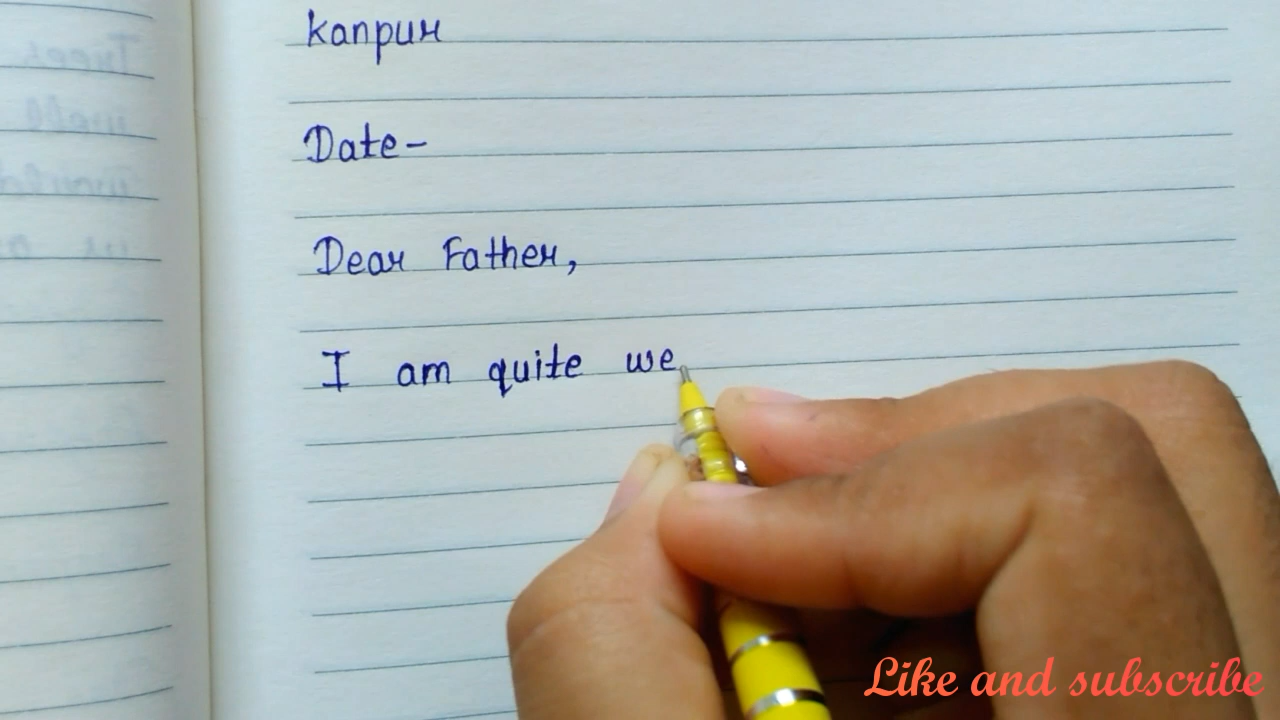 Kanpur
Date-
Dear Father,
I am quite we
Like and subscribe